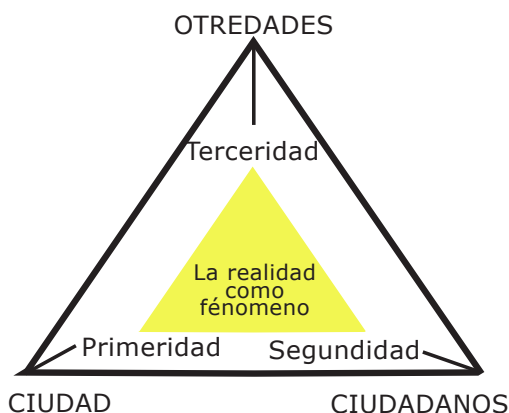 OTREDADES
Terceridad
La realidad
como
fénomeno
Primeridad
Segundidad
CIUDAD
CIUDADANOS